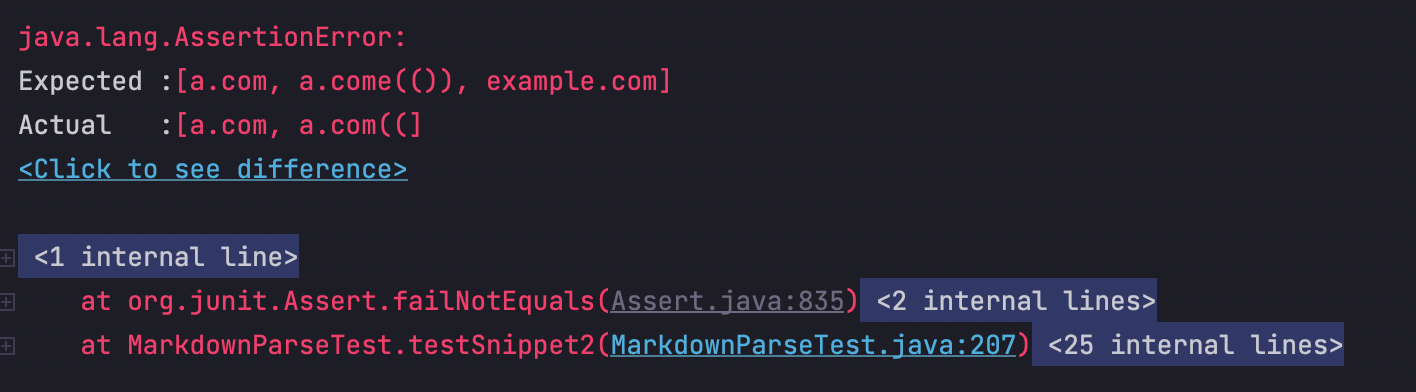 java.lang.AssertionError:
Expected :[a.com, a.come(()), example.com]
Actual   :[a.com, a.com((]
<Click to see difference>
<1 internal line>
at org.junit.Assert.failNotEquals(Assert.java:835) <2 internal lines>
at MarkdownParseTest.testSnippet2(MarkdownParseTest.java:207) <25 internal lines>